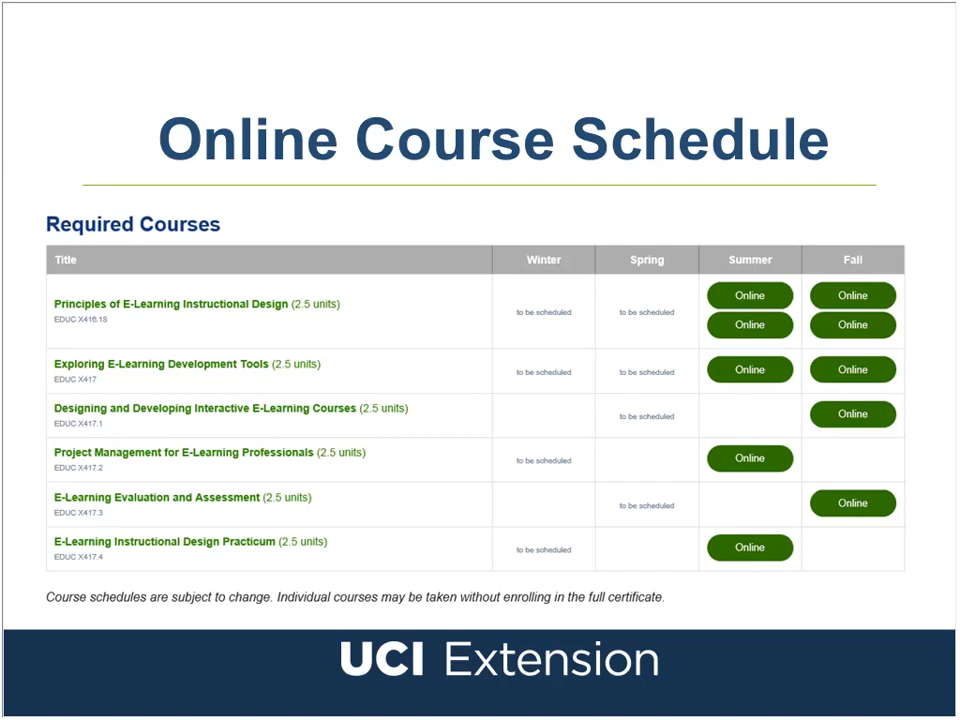 Online Course Schedule
Required Courses
Title Winter Spring Summer Fall
Principles of E-Learning Instructional Design (2.5 units)
EDUC X416.18
to be scheduled to be scheduled Online Online
Online Online
Exploring E-Learning Development Tools (2.5 units)
EDUC X417
to be scheduled to be scheduled Online Online
Designing and Developing Interactive E-Learning Courses (2.5 units)
EDUC X417.1
to be scheduled Online
Project Management for E-Learning Professionals (2.5 units)
EDUC X417.2
to be scheduled Online
E-Learning Evaluation and Assessment (2.5 units)
EDUC X417.3
to be scheduled Online
E-Learning Instructional Design Practicum (2.5 units)
EDUC X417.4
to be scheduled Online
Course schedules are subject to change. Individual courses may be taken without enrolling in the full certificate.
UCI Extension